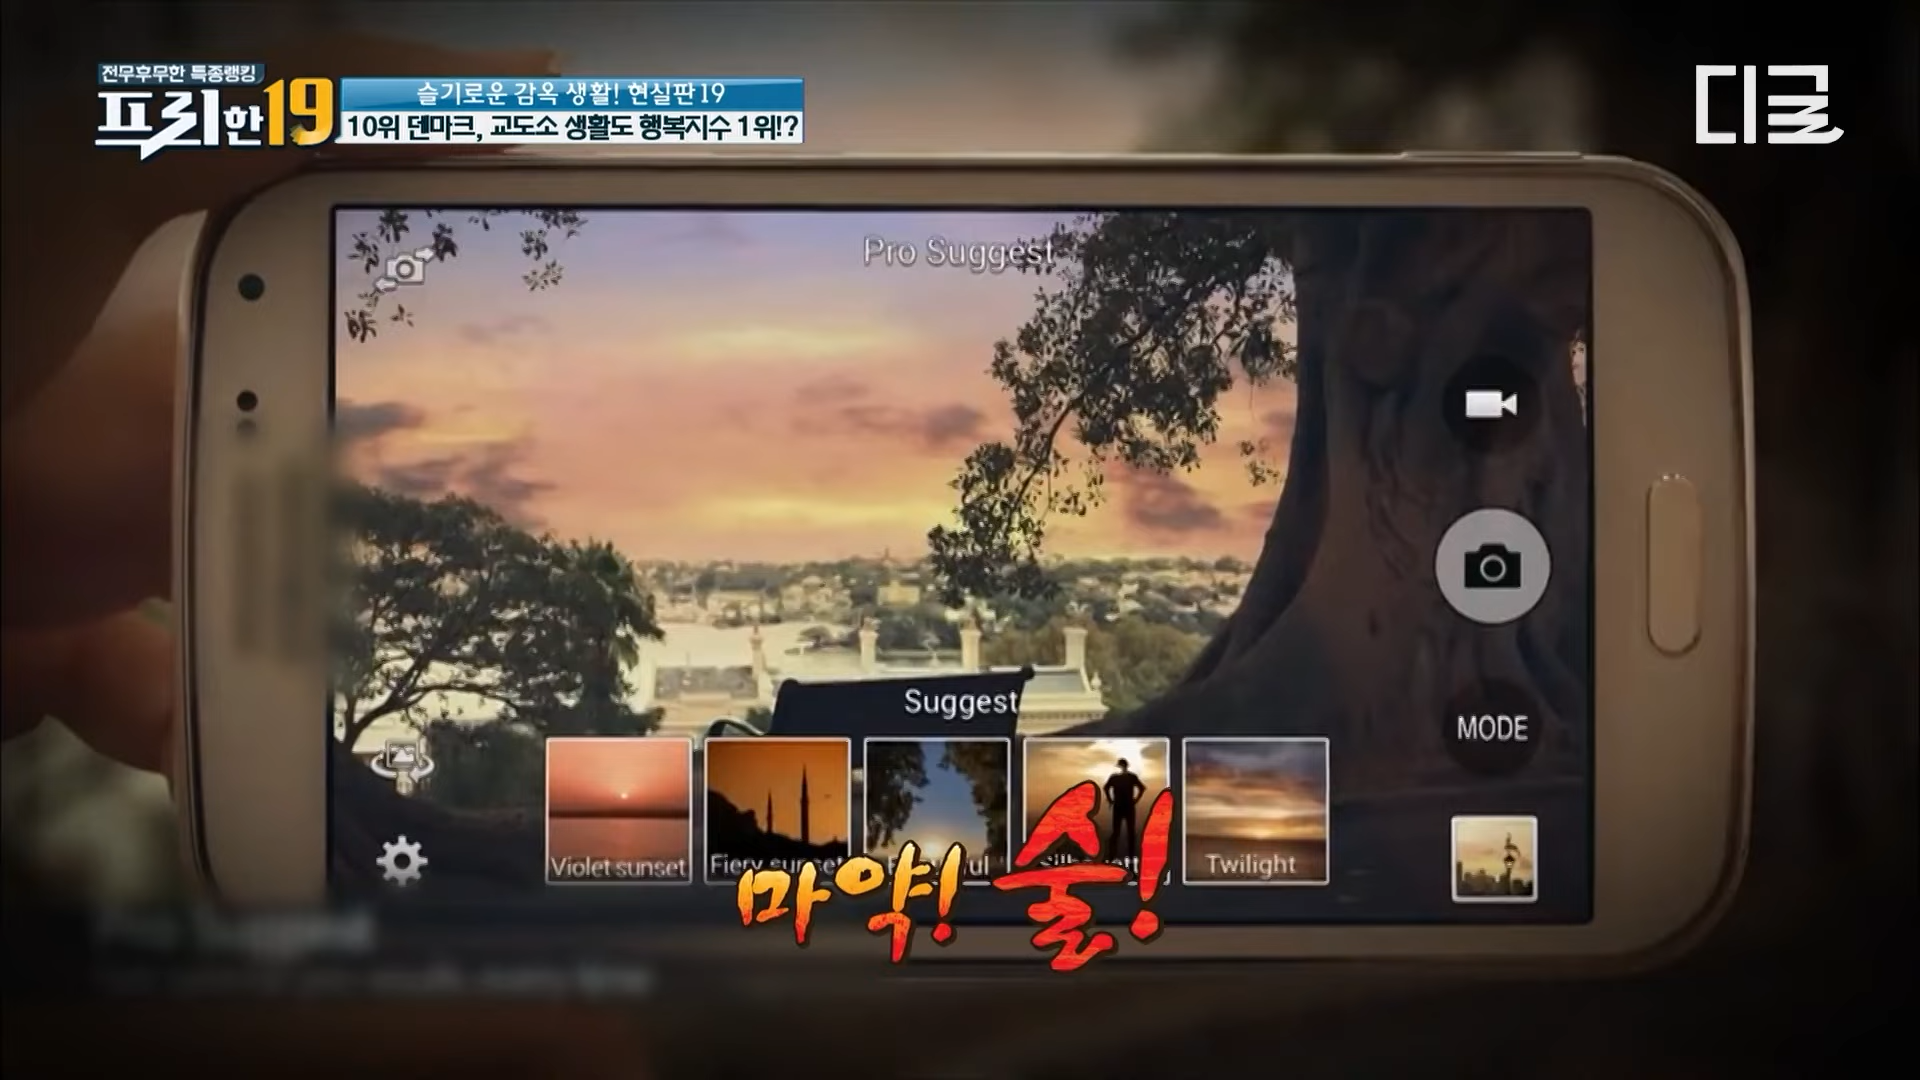 전무후무한 특종랭킹
프리한19
슬기로운 감옥 생활! 현실판19
10위 덴마크, 교도소 생활도 행복지수 1위!?
디글
Pro Suggest
Suggest
MODE
Violet sunset
Fiery sunset
Silhouette
Twilight
마약! 술!